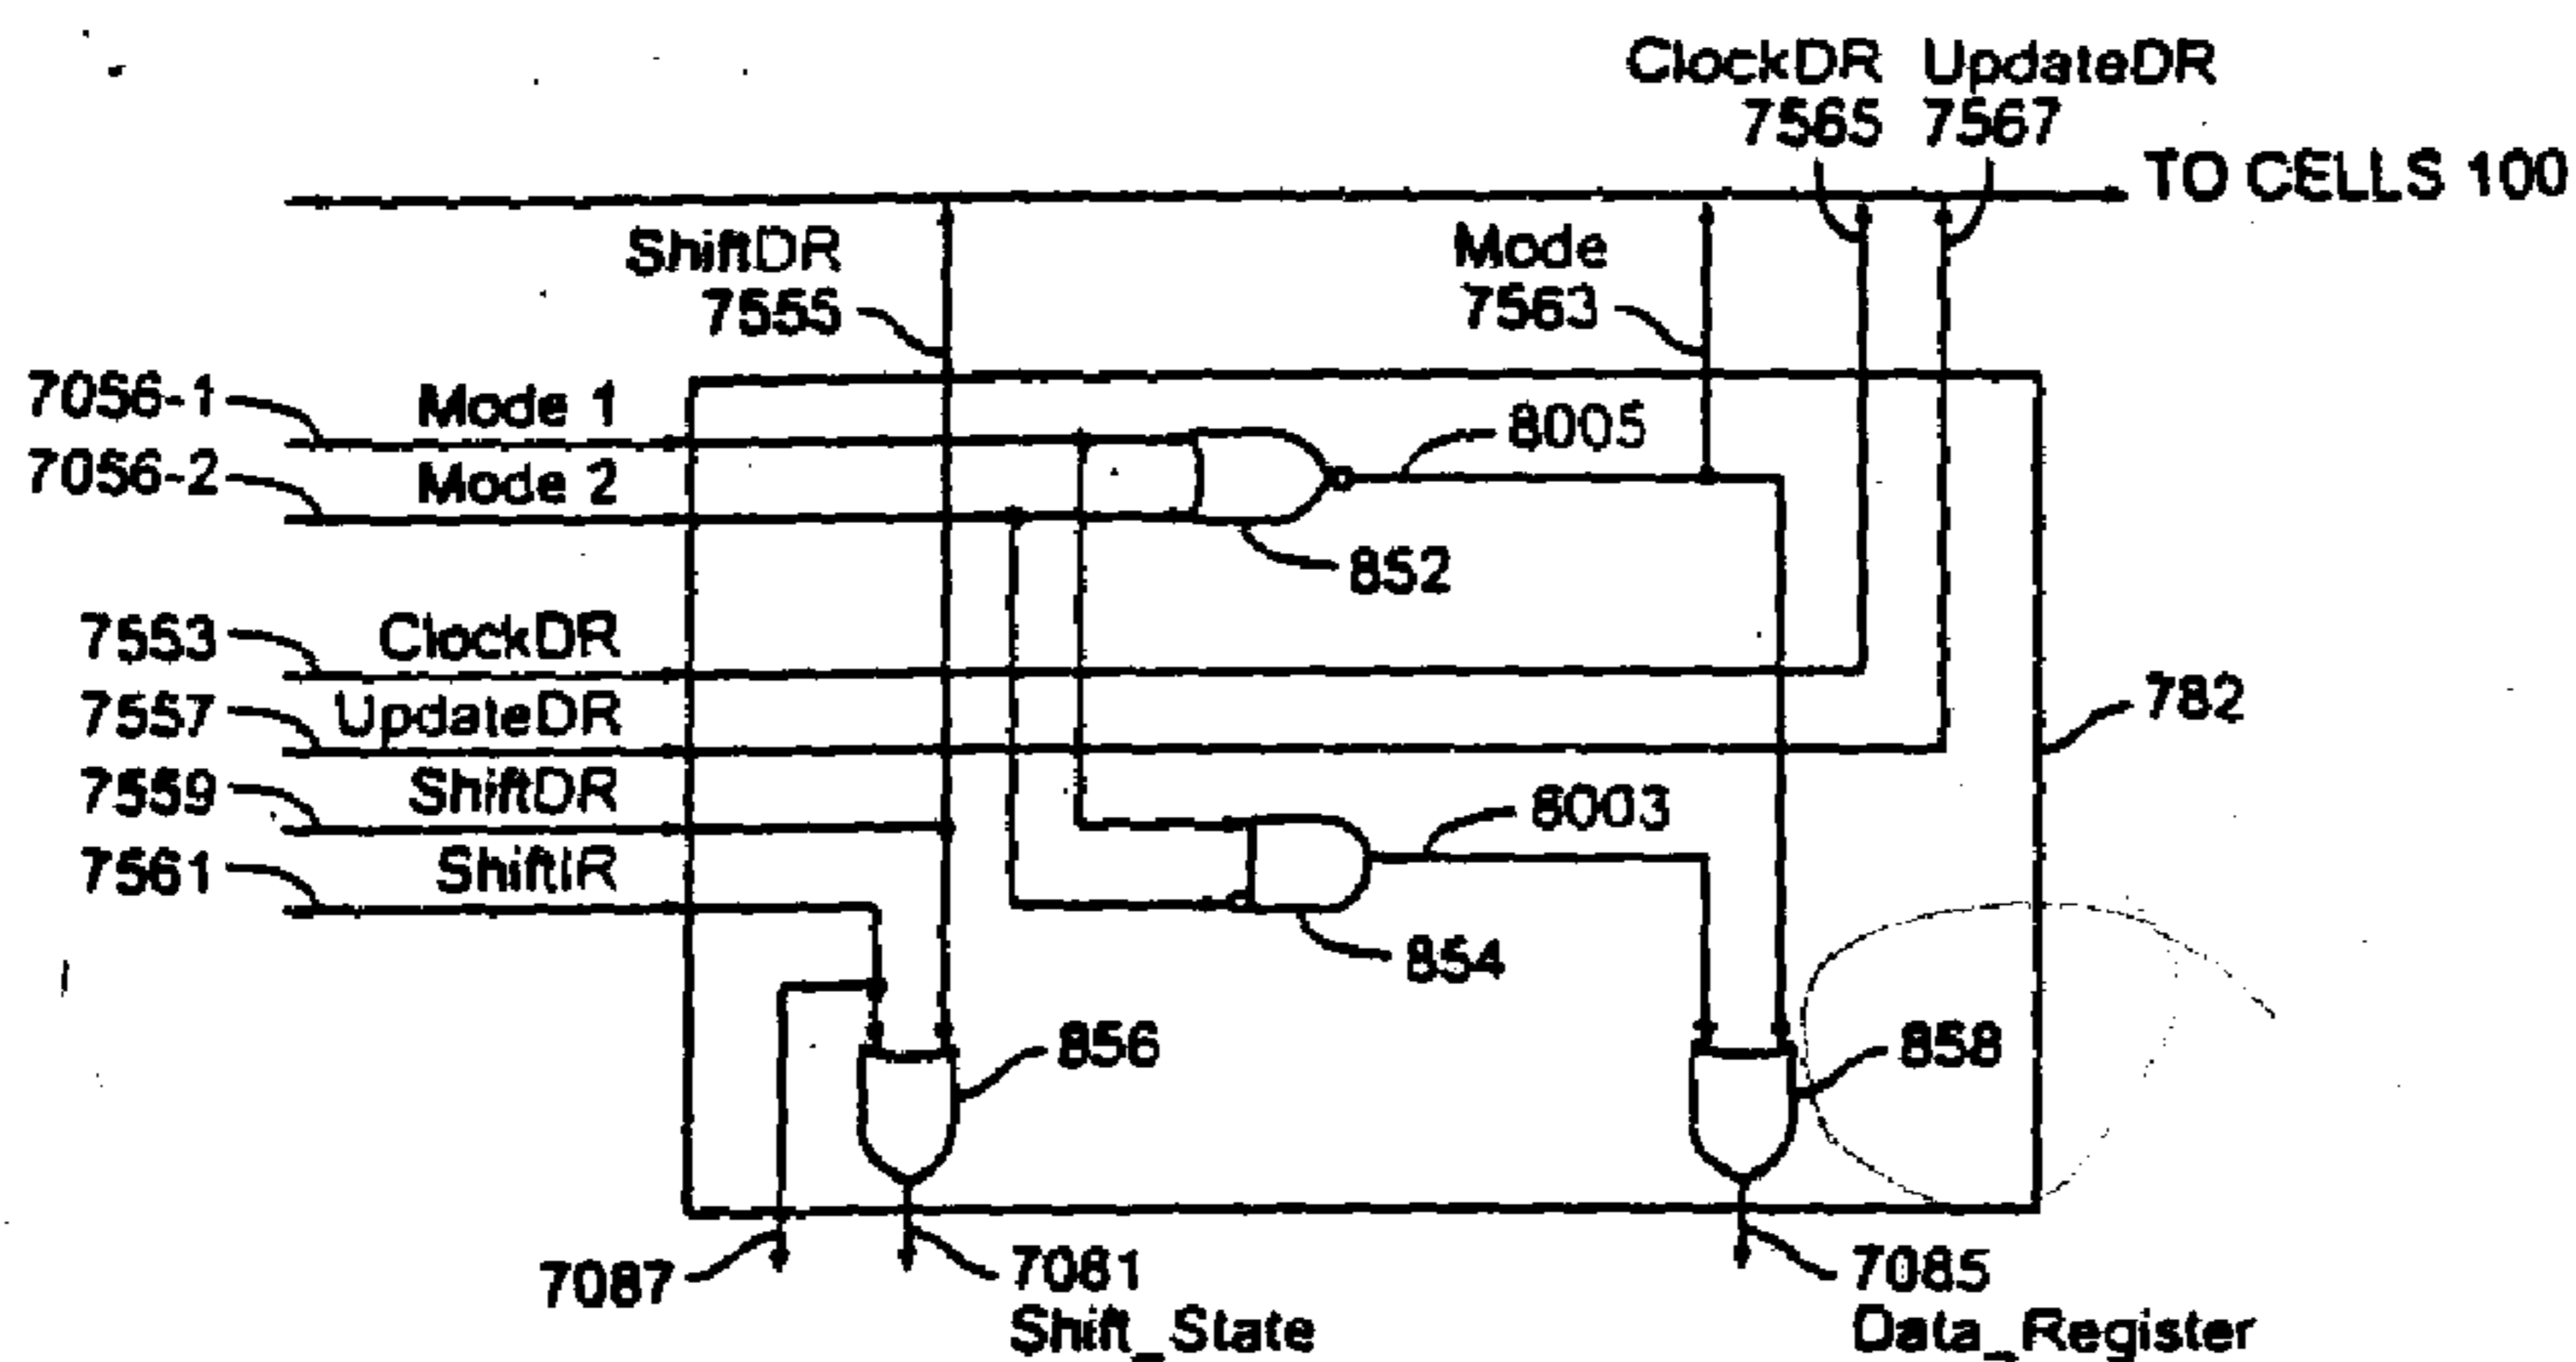 ClockDR UpdateDR
7565 7567
TO CELLS 100
ShiftDR
7555
Mode
7563
7056-1 Mode 1
8005
7056-2 Mode 2
852
7553 ClockDR
782
7557 UpdateDR
7559 ShiftDR
8003
7561 ShiftIR
854
856
858
7087
7081
Shift_State
7085
Data_Register